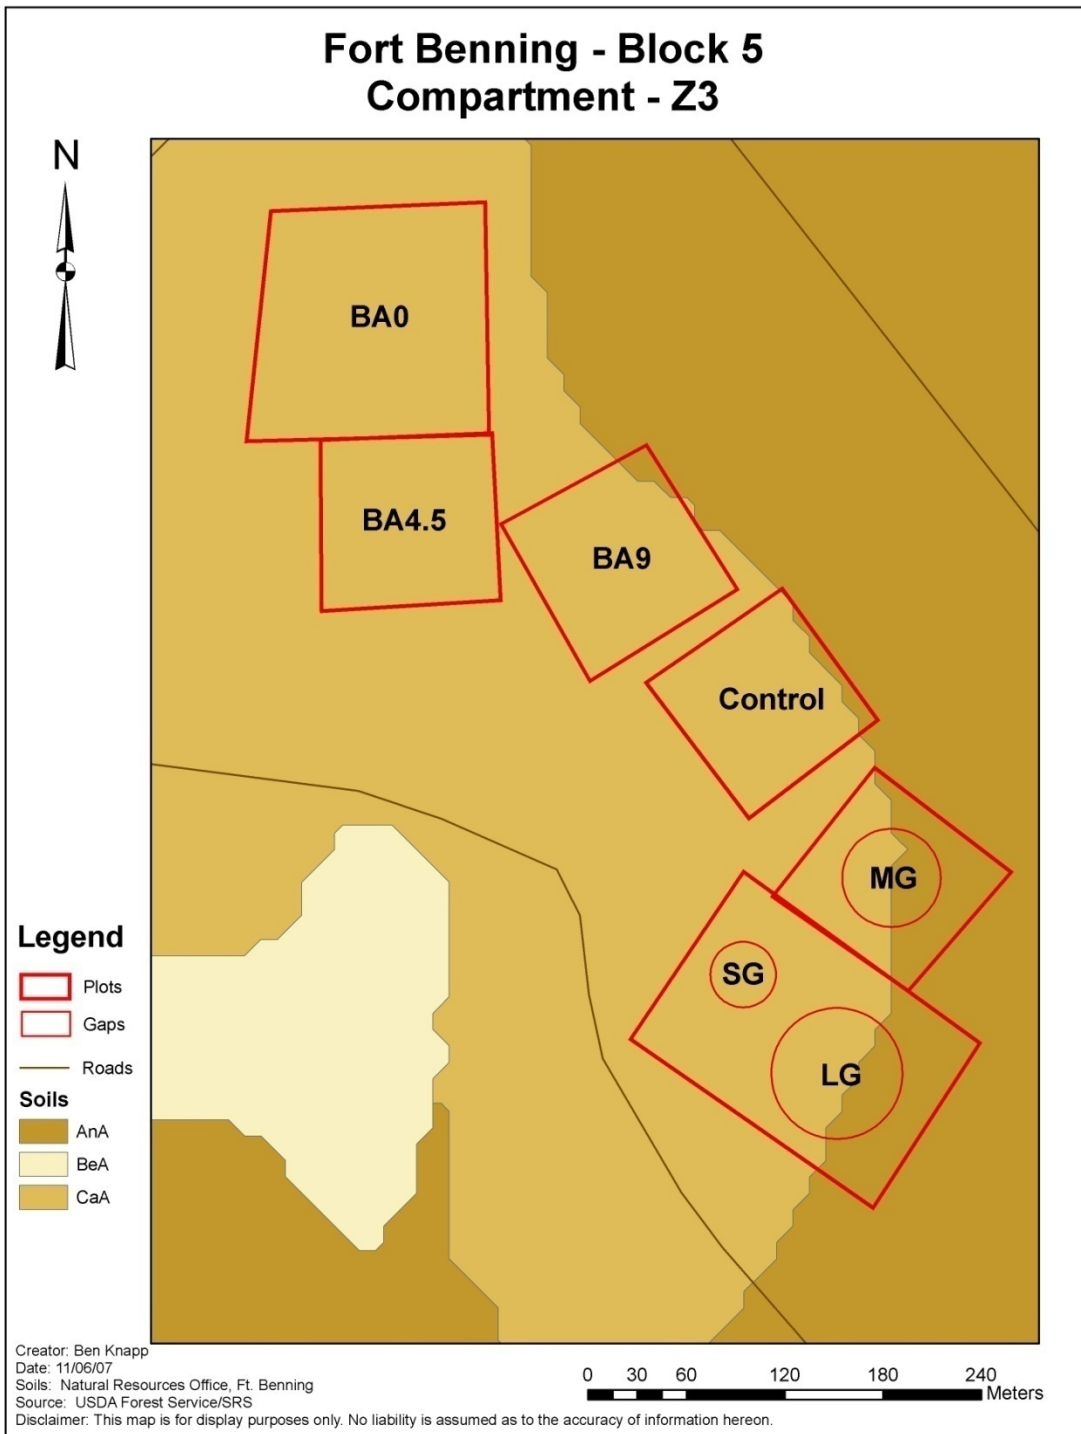 Fort Benning - Block 5
Compartment - Z3
N
BA0
BA4.5
BA9
Control
MG
SG
LG
Legend
Plots
Gaps
Roads
Soils
AnA
BeA
CaA
Creator: Ben Knapp
Date: 11/06/07
Soils: Natural Resources Office, Ft. Benning
Source: USDA Forest Service/SRS
Disclaimer: This map is for display purposes only. No liability is assumed as to the accuracy of information hereon.
0 30 60 120 180 240
Meters